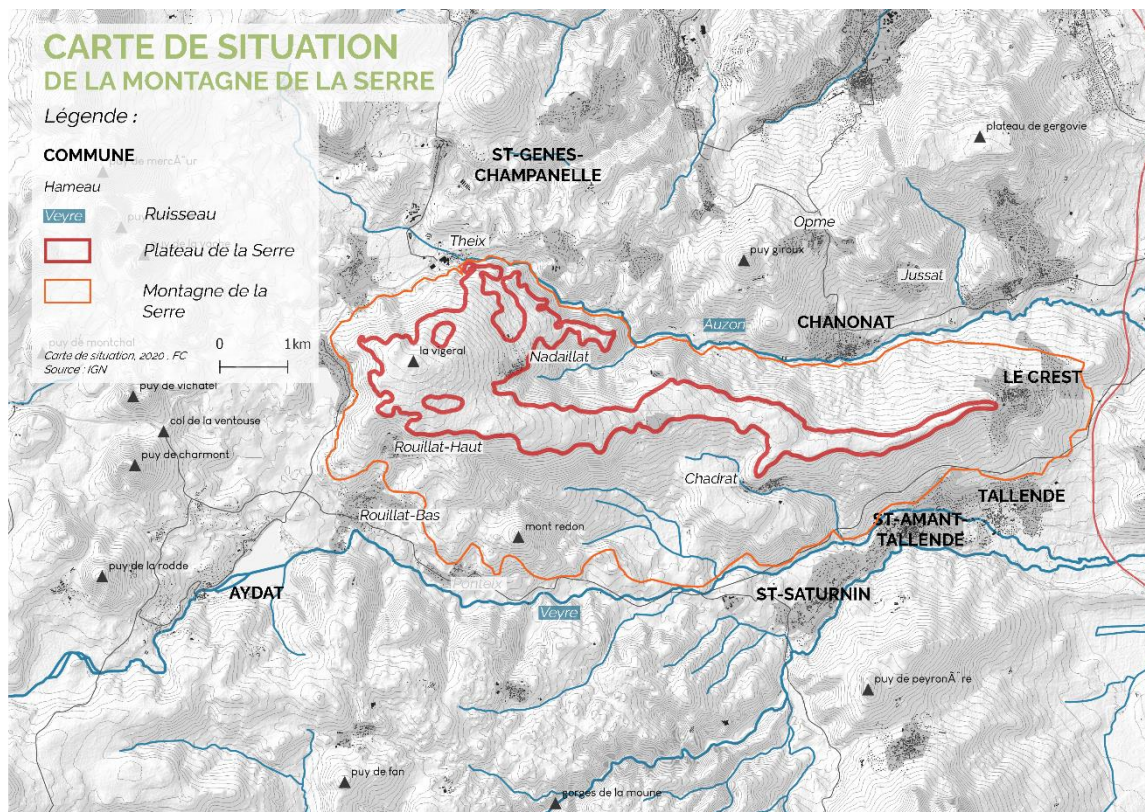 CARTE DE SITUATION
DE LA MONTAGNE DE LA SERRE
Légende :
COMMUNE
Hameau
Veyre
Ruisseau
Plateau de la Serre
Montagne de la
Serre
Carte de situation, 2020 . FC
Source : IGN
0
1km
puy de montchal
puy de vichatel
col de la ventouse
puy de charmont
puy de la rodde
AYDAT
ST-GENES-
CHAMPANELLE
plateau de gergovie
Opme
Theix
puy giroux
Jussat
Auzon
CHANONAT
la vigeral
Nadaillat
LE CREST
Rouillat-Haut
Chadrat
TALLENDE
Rouillat-Bas
ST-AMANT-
TALLENDE
mont redon
Ponteix
ST-SATURNIN
Veyre
puy de peyronÃ¨re
puy de fan
gorges de la moune